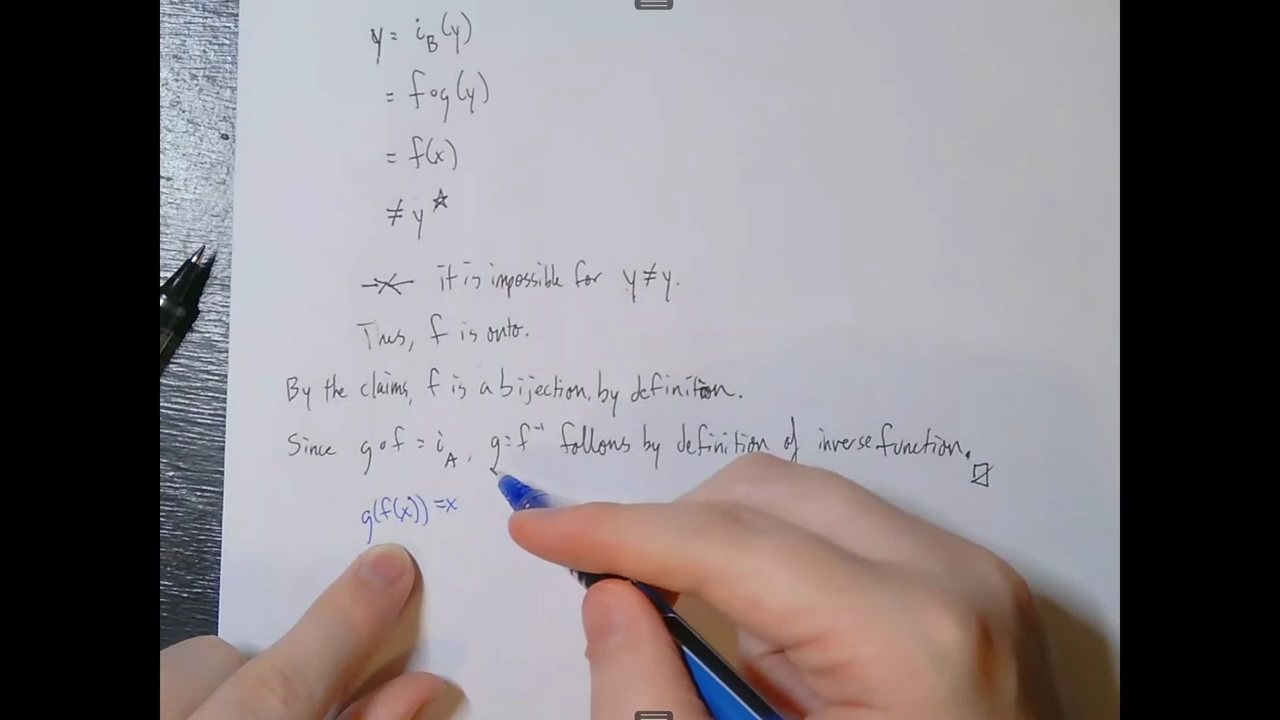 y = i_B(y)
= f∘g(y)
= f(x)
≠ y ☆
→← it is impossible for y≠y.
Thus, f is onto.
By the claims, f is a bijection, by definition.
Since g∘f = i_A, g = f⁻¹ follows by definition of inverse function.
g(f(x)) = x